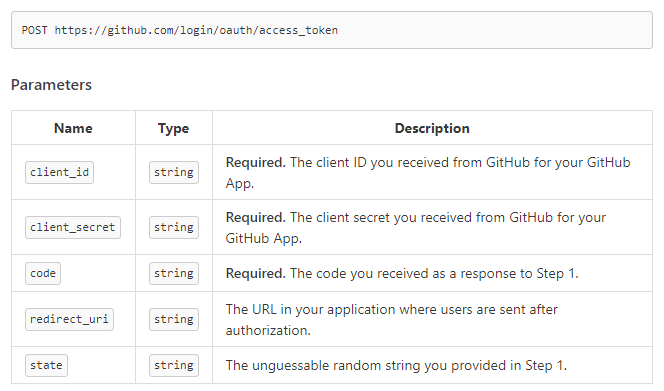 POST https://github.com/login/oauth/access_token
Parameters
Name Type Description
client_id string Required. The client ID you received from GitHub for your GitHub
App.
client_secret string Required. The client secret you received from GitHub for your
GitHub App.
code string Required. The code you received as a response to Step 1.
redirect_uri string The URL in your application where users are sent after
authorization.
state string The unguessable random string you provided in Step 1.